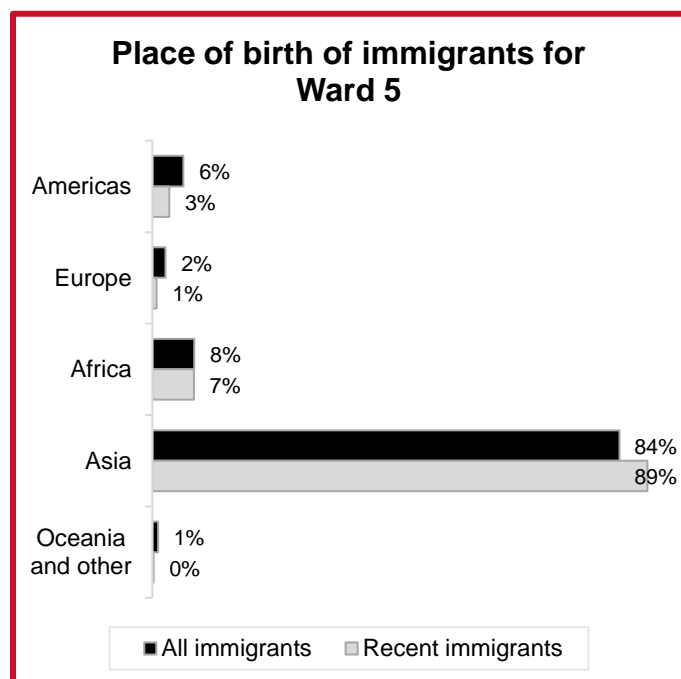 Place of birth of immigrants for
Ward 5
Americas
6%
3%
Europe
2%
1%
Africa
8%
7%
Asia
84%
89%
Oceania
and other
1%
0%
All immigrants
Recent immigrants